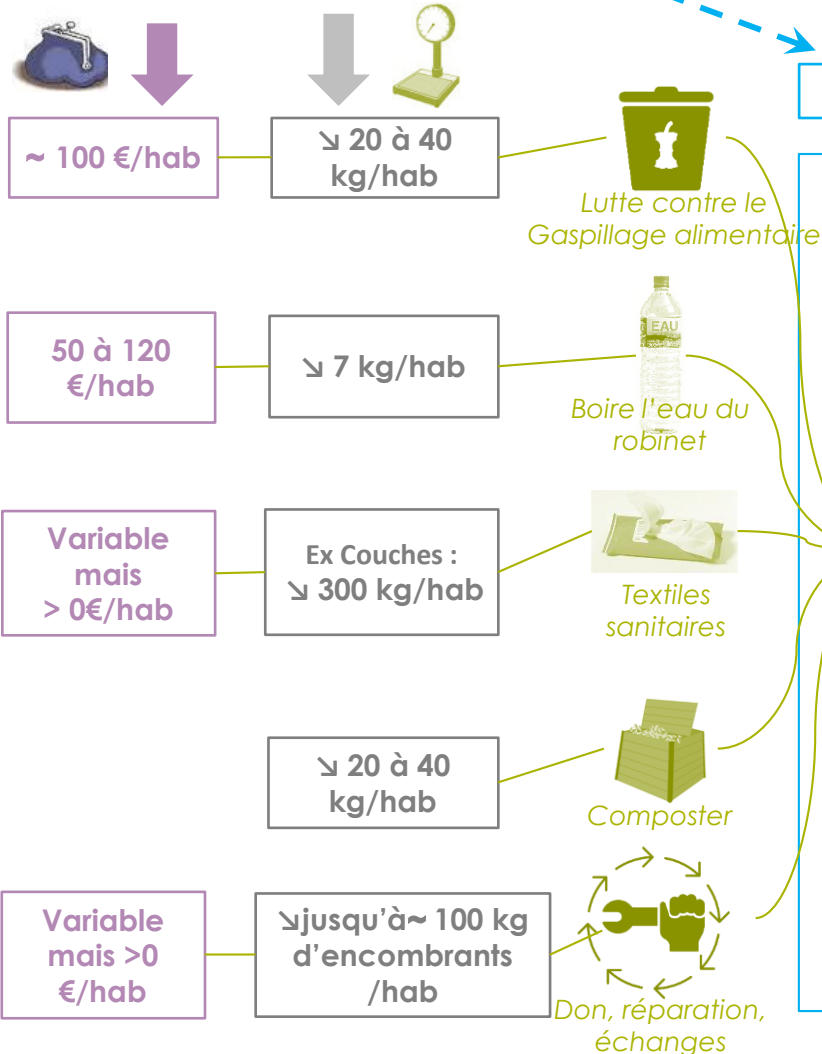 ~ 100 €/hab
↘ 20 à 40
kg/hab
Lutte contre le
Gaspillage alimentaire
50 à 120
€/hab
↘ 7 kg/hab
EAU
Boire l'eau du
robinet
Variable
mais
> 0€/hab
Ex Couches :
↘ 300 kg/hab
Textiles
sanitaires
↘ 20 à 40
kg/hab
Composter
Variable
mais >0
€/hab
↘jusqu'à~ 100 kg
d'encombrants
/hab
Don, réparation,
échanges